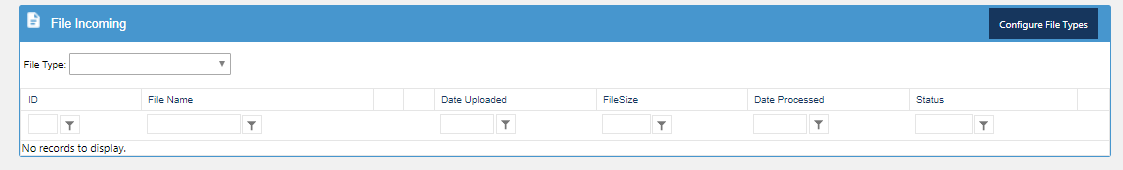 File Incoming
Configure File Types
File Type:
ID File Name Date Uploaded FileSize Date Processed Status
No records to display.